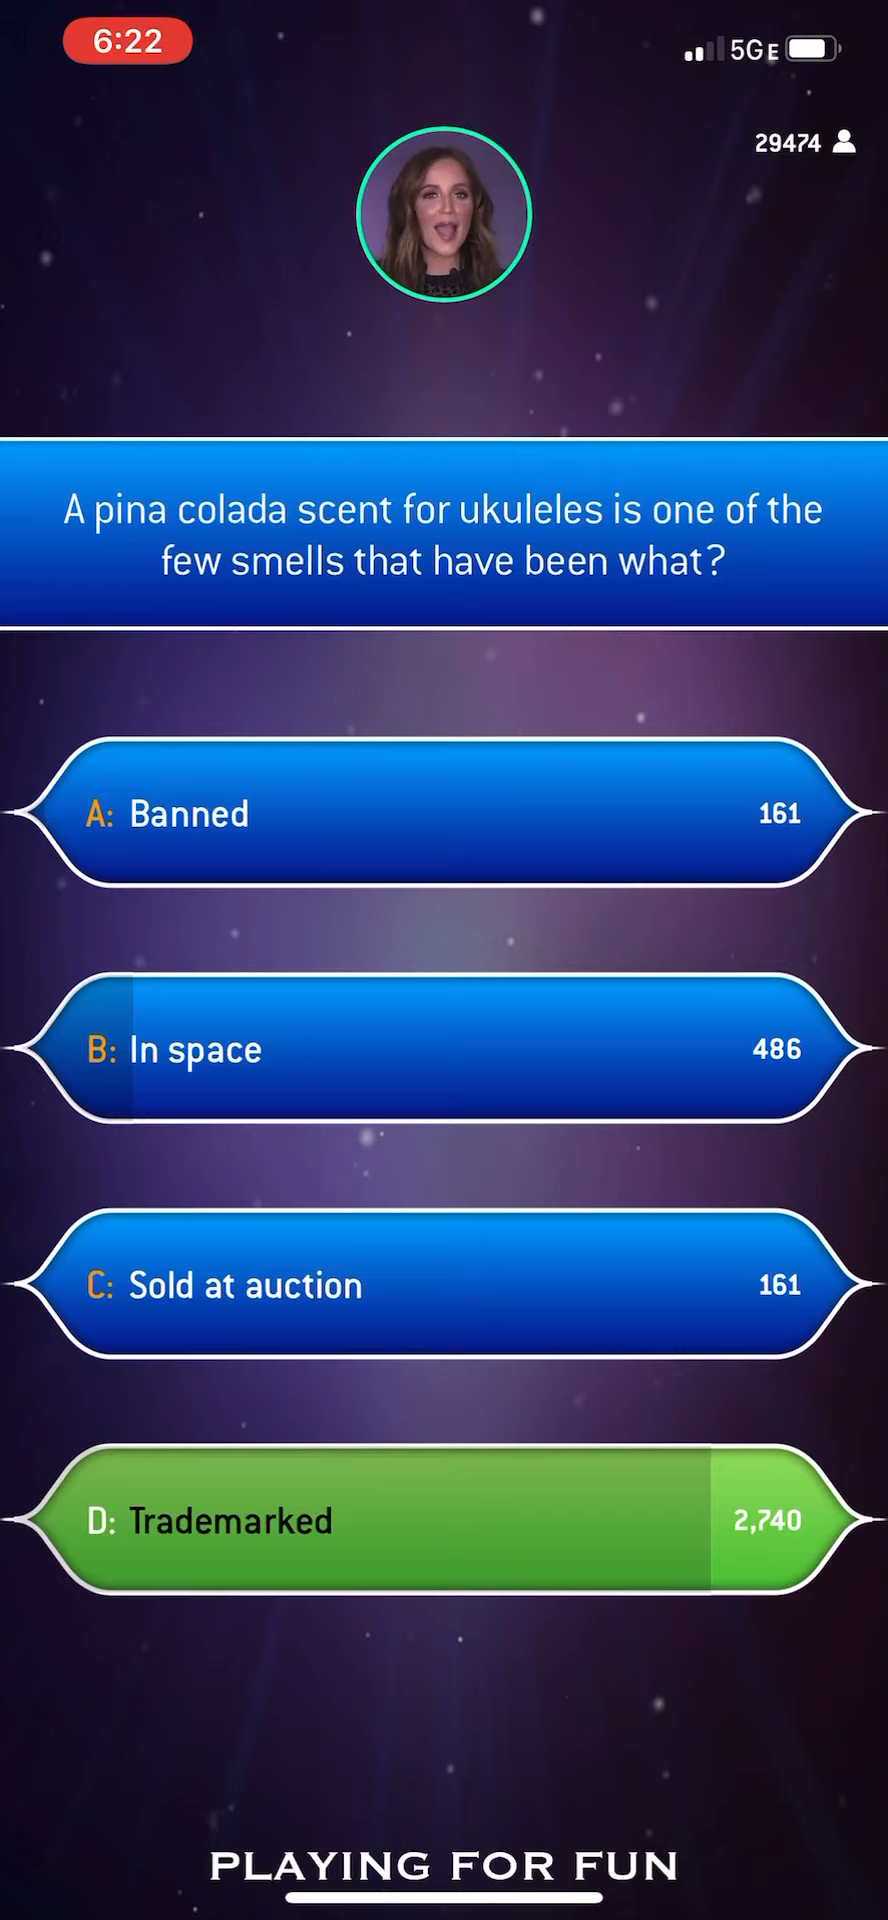 6:22
5GE
29474
A pina colada scent for ukuleles is one of the
few smells that have been what?
A: Banned 161
B: In space 486
C: Sold at auction 161
D: Trademarked 2,740
PLAYING FOR FUN